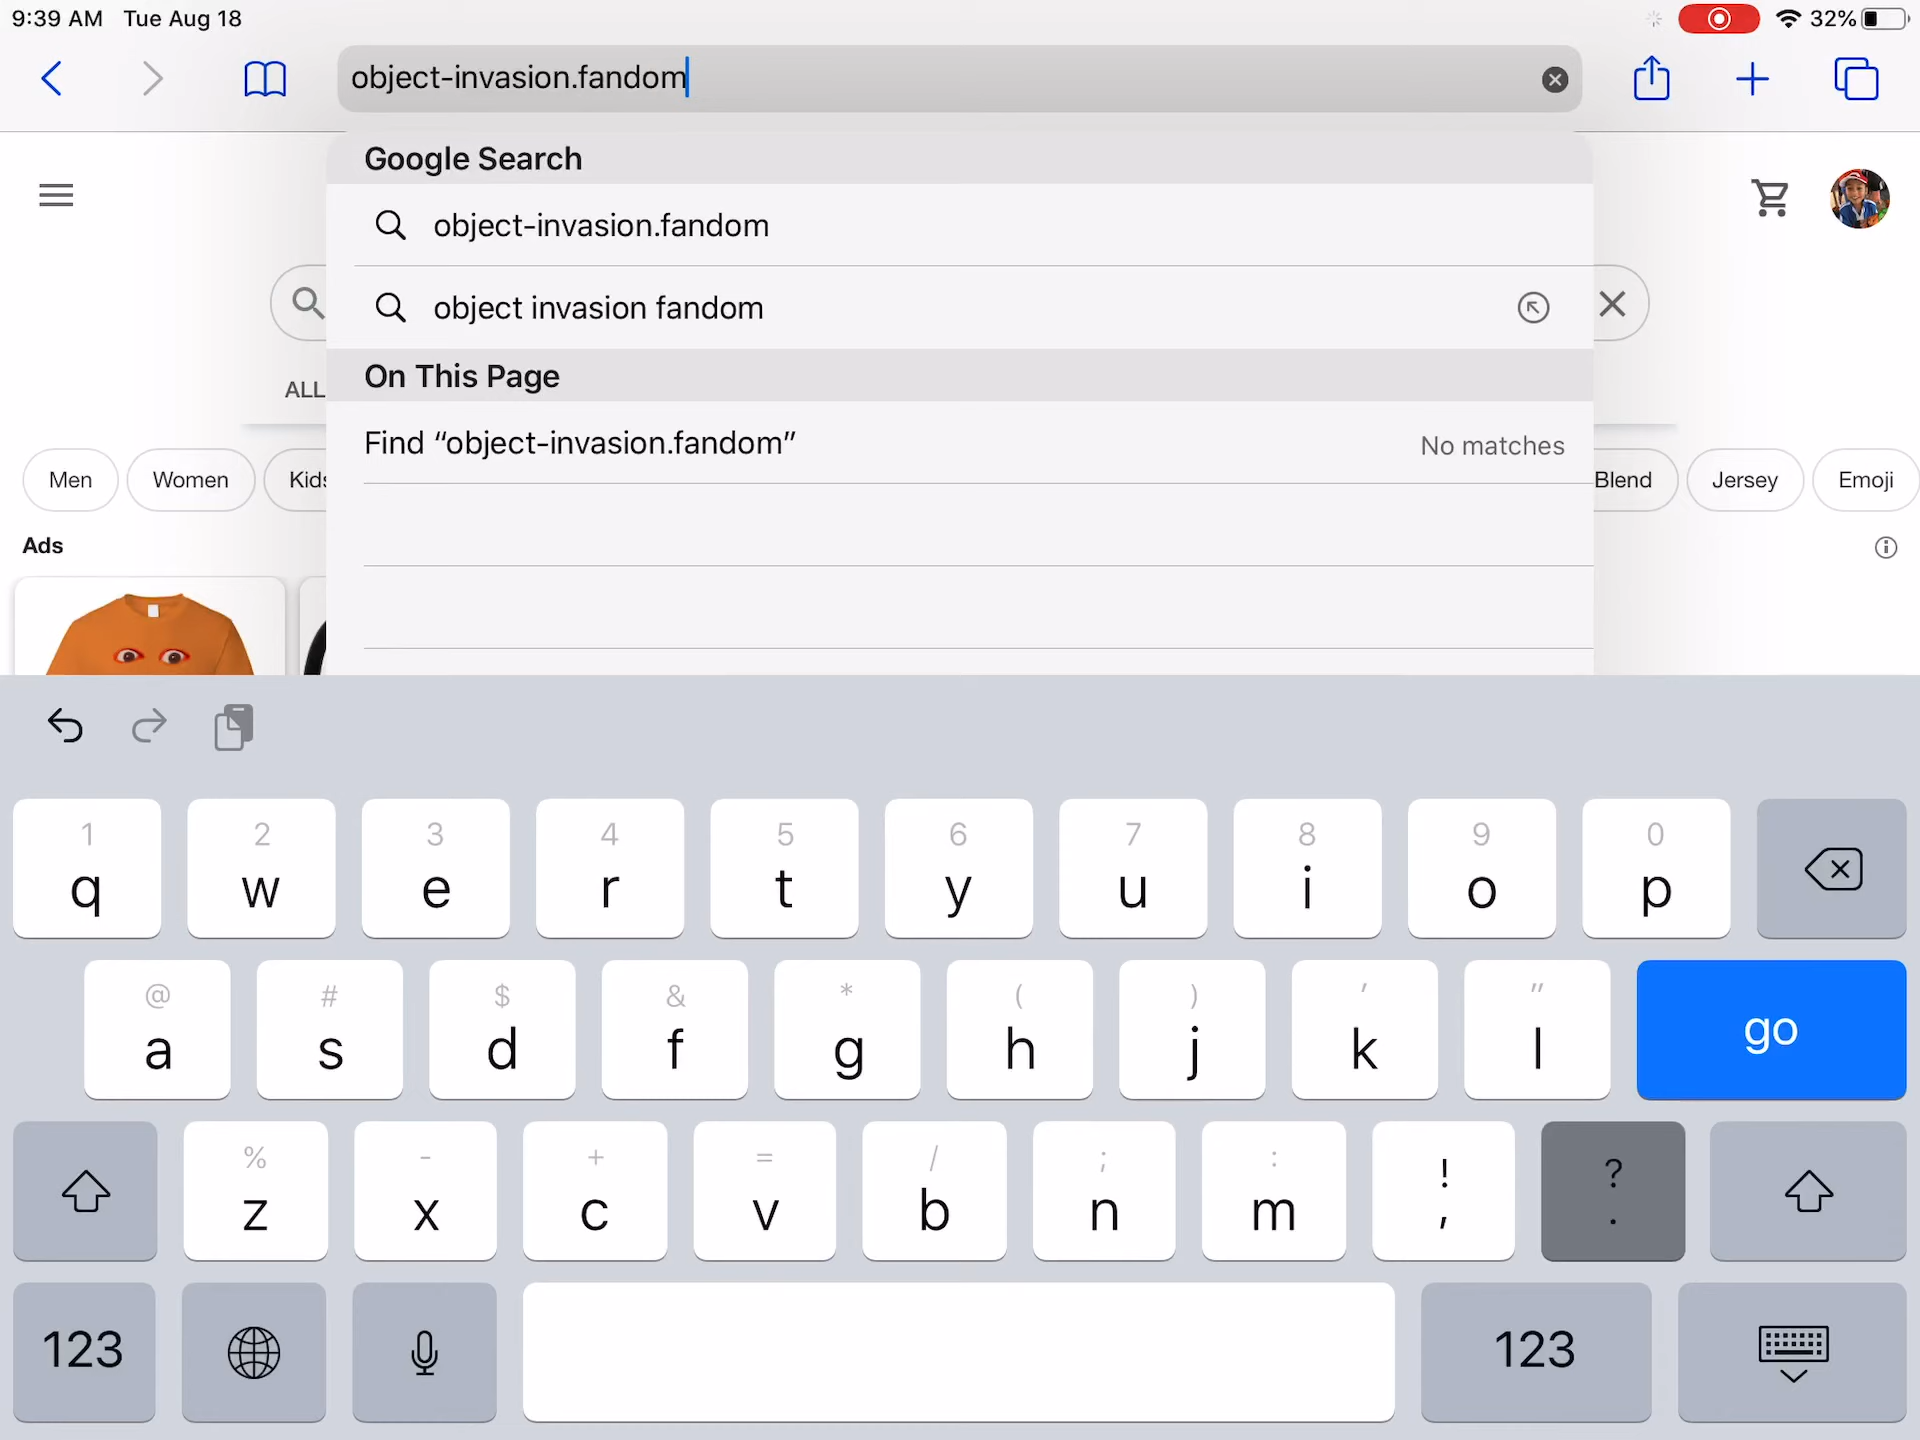 9:39 AM Tue Aug 18 32%
object-invasion.fandom
Google Search
object-invasion.fandom
object invasion fandom
On This Page
Find “object-invasion.fandom” No matches
ALL
Men Women Kids Blend Jersey Emoji
Ads
1 2 3 4 5 6 7 8 9 0
q w e r t y u i o p
@ # $ & * ( ) ' "
a s d f g h j k l go
% - + = / ; : ! ?
z x c v b n m , .
123 123